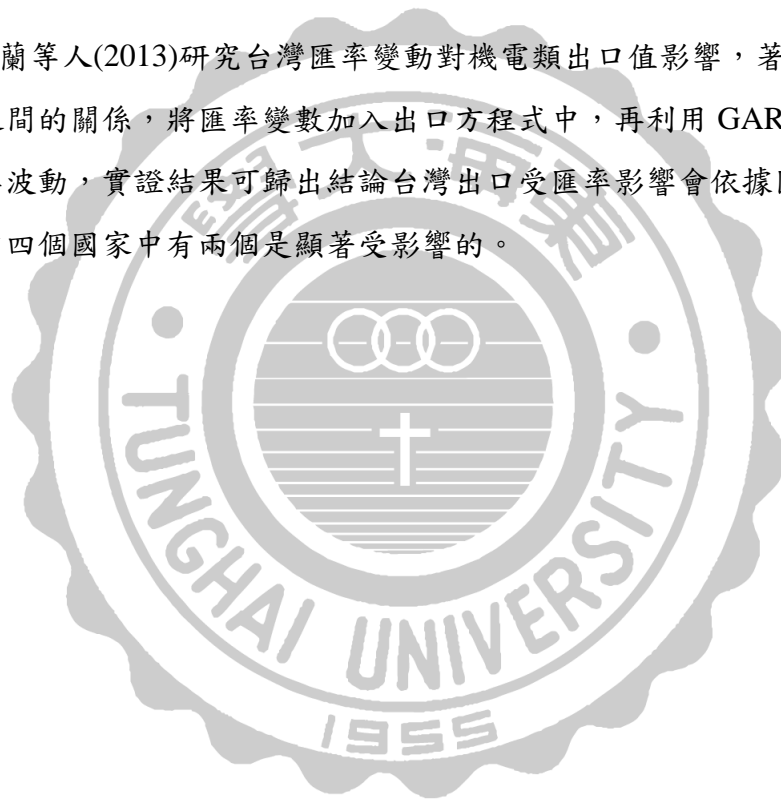 蘭等人(2013)研究台灣匯率變動對機電類出口值影響，著
間的關係，將匯率變數加入出口方程式中，再利用 GAR
波動，實證結果可歸出結論台灣出口受匯率影響會依據
四個國家中有兩個是顯著受影響的。
學大海東
TUNGHAI UNIVERSITY
1955